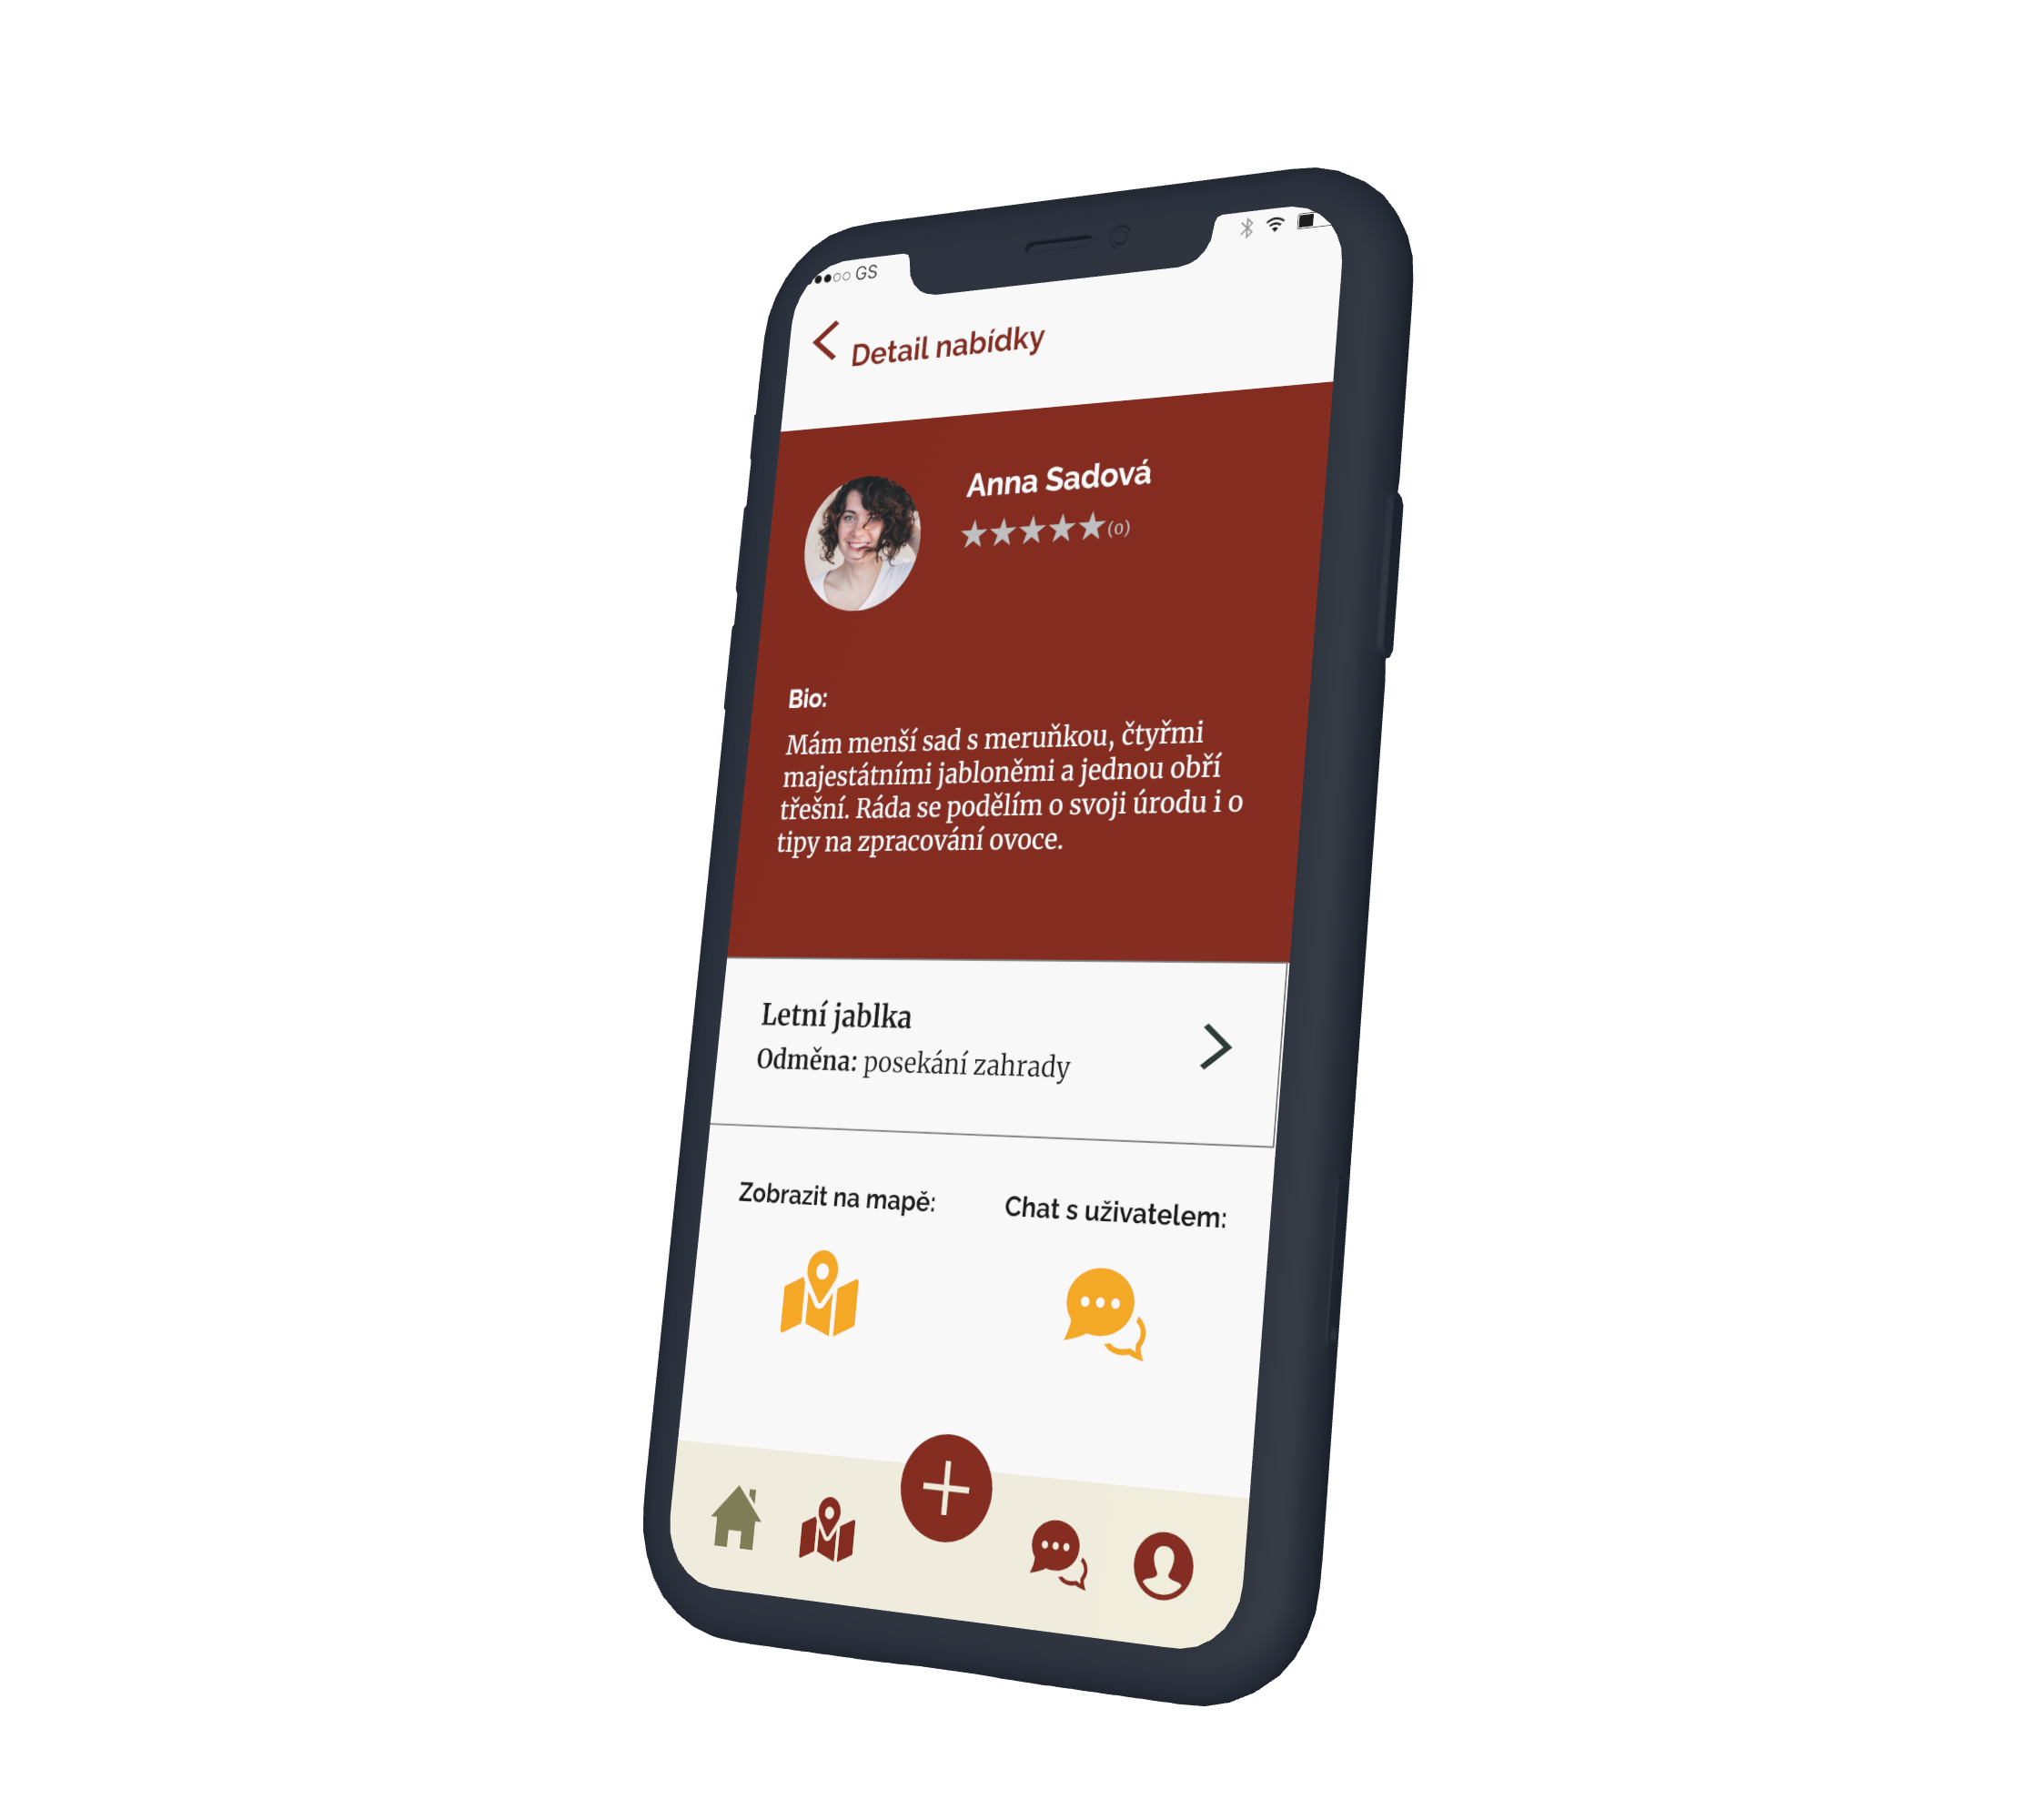 GS
Detail nabídky
Anna Sadová
(0)
Bio:
Mám menší sad s meruňkou, čtyřmi
majestátními jabloněmi a jednou obří
třešní. Ráda se podělím o svoji úrodu i o
tipy na zpracování ovoce.
Letní jablka
Odměna: posekání zahrady
Zobrazit na mapě:
Chat s uživatelem: